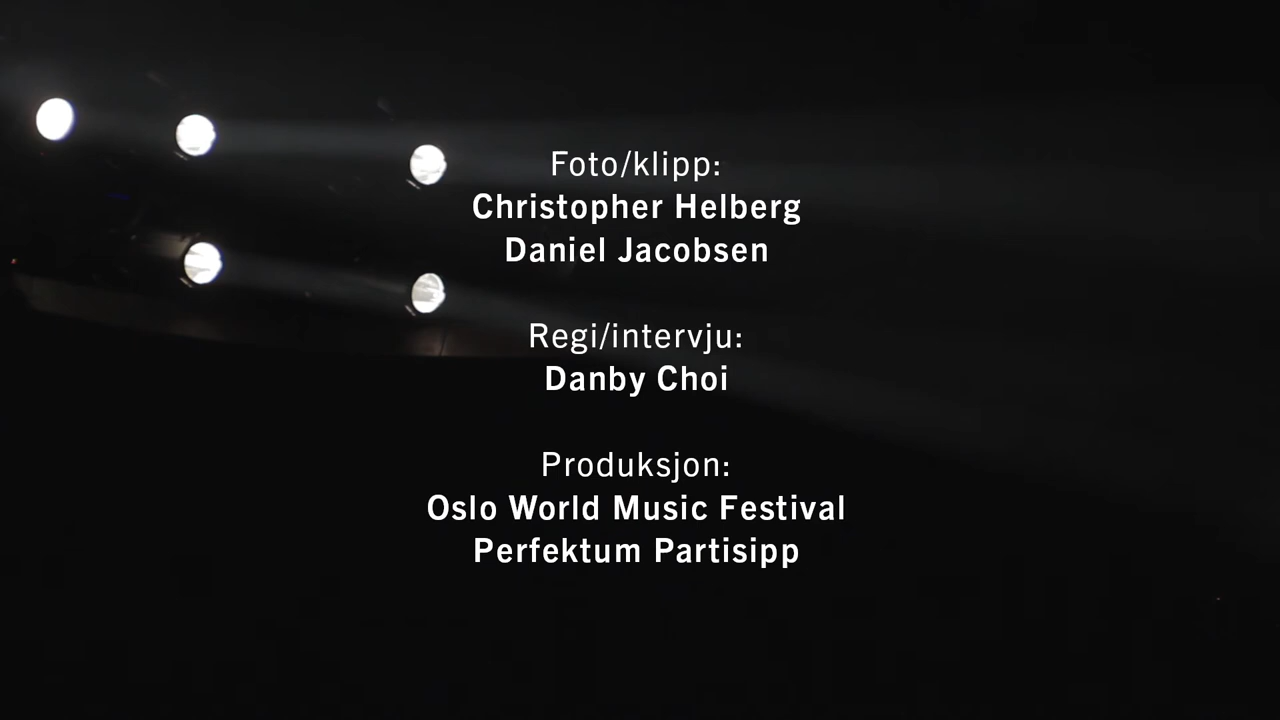 Foto/klipp:
Christopher Helberg
Daniel Jacobsen
Regi/intervju:
Danby Choi
Produksjon:
Oslo World Music Festival
Perfektum Partisipp